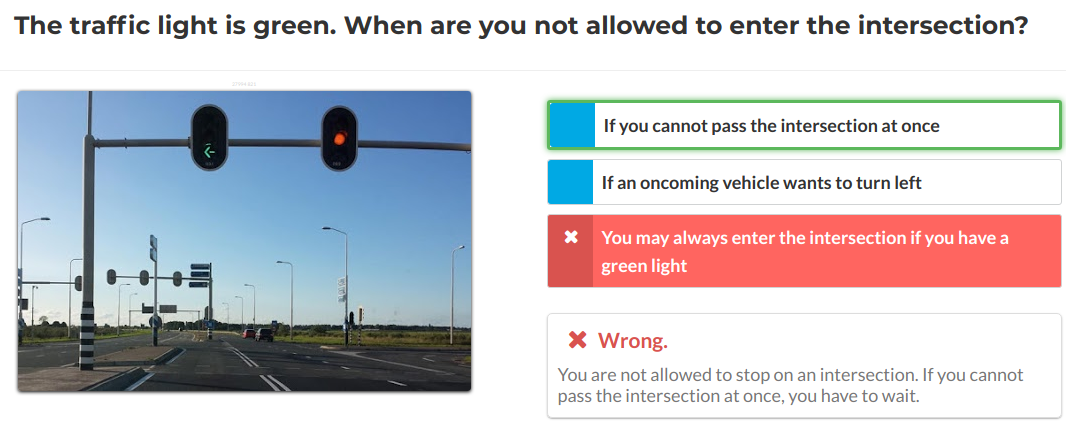 The traffic light is green. When are you not allowed to enter the intersection?
If you cannot pass the intersection at once
If an oncoming vehicle wants to turn left
You may always enter the intersection if you have a
green light
Wrong.
You are not allowed to stop on an intersection. If you cannot
pass the intersection at once, you have to wait.